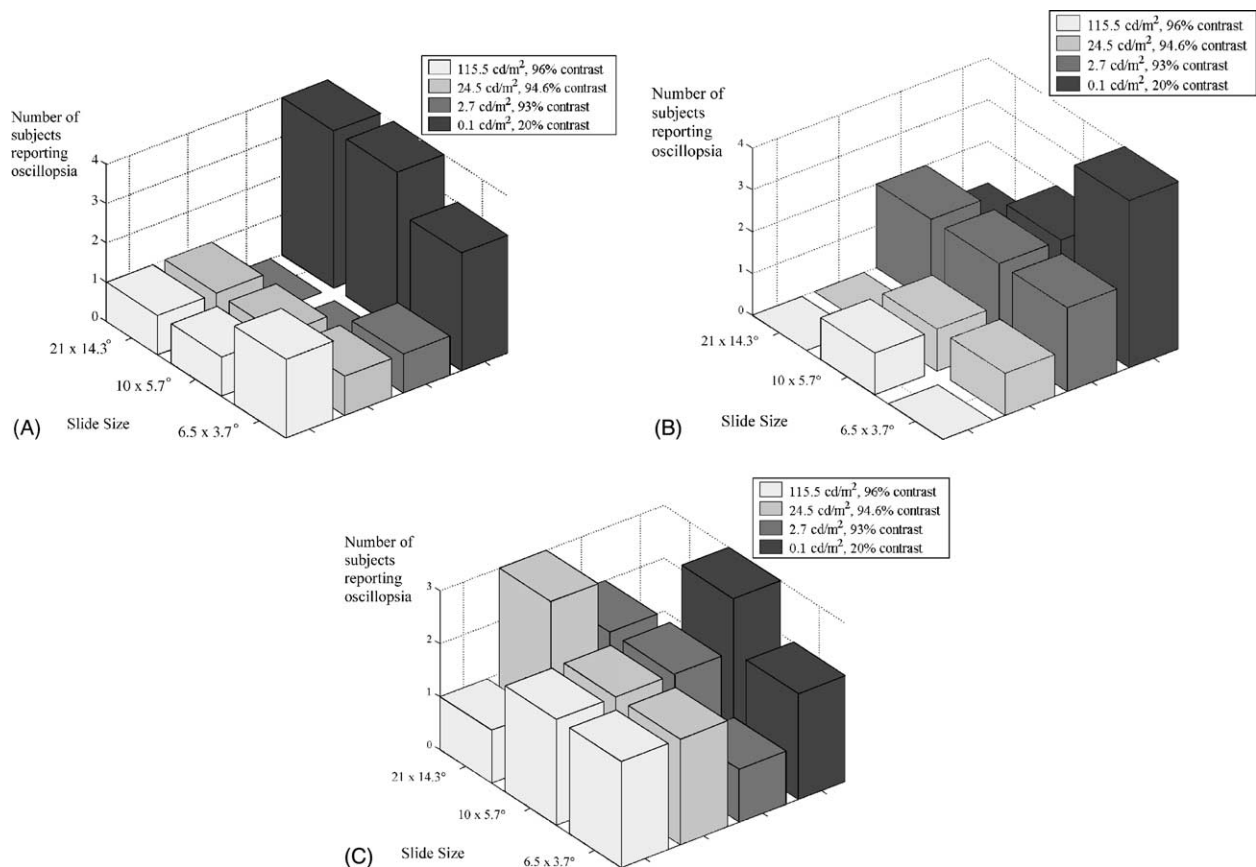 115.5 cd/m², 96% contrast
24.5 cd/m², 94.6% contrast
2.7 cd/m², 93% contrast
0.1 cd/m², 20% contrast
Number of
subjects
reporting
oscillopsia
4
3
2
1
0
21 x 14.3°
10 x 5.7°
6.5 x 3.7°
(A)
Slide Size
115.5 cd/m², 96% contrast
24.5 cd/m², 94.6% contrast
2.7 cd/m², 93% contrast
0.1 cd/m², 20% contrast
Number of
subjects
reporting
oscillopsia
4
3
2
1
0
21 x 14.3°
10 x 5.7°
6.5 x 3.7°
(B)
Slide Size
115.5 cd/m², 96% contrast
24.5 cd/m², 94.6% contrast
2.7 cd/m², 93% contrast
0.1 cd/m², 20% contrast
Number of
subjects
reporting
oscillopsia
3
2
1
0
21 x 14.3°
10 x 5.7°
6.5 x 3.7°
(C)
Slide Size